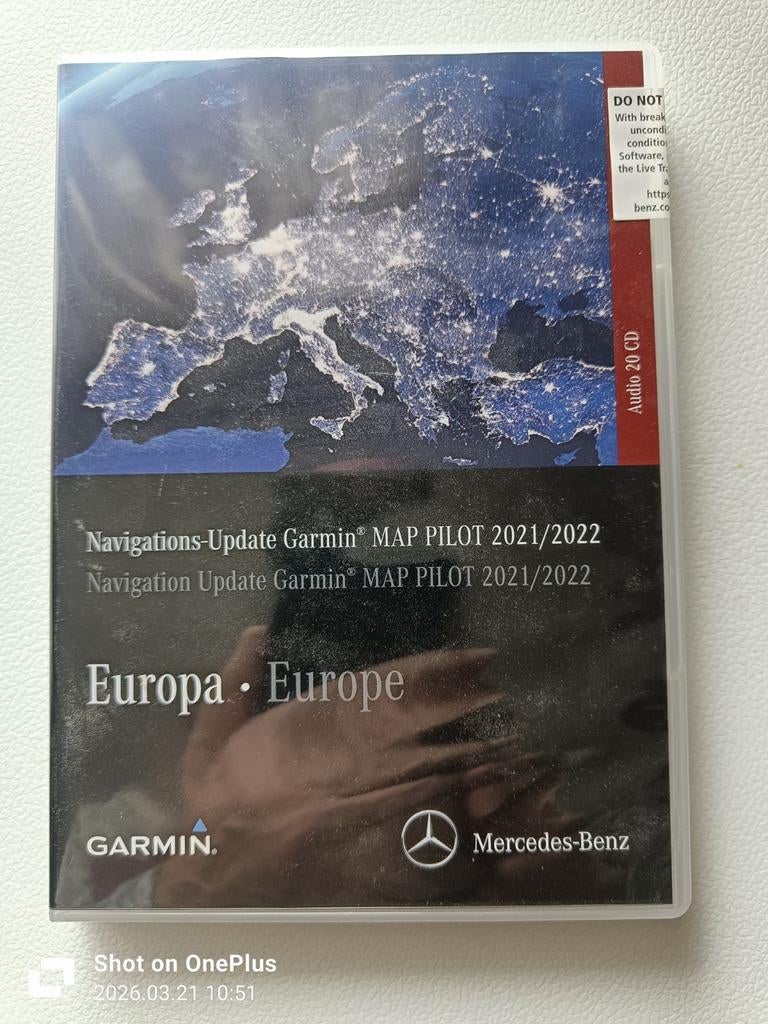 DO NOT
With break
uncondi
conditio
Software,
the Live Tr
a
https
benz.co
Audio 20 CD
Navigations-Update Garmin® MAP PILOT 2021/2022
Navigation Update Garmin® MAP PILOT 2021/2022
Europa · Europe
GARMIN®
Mercedes-Benz
Shot on OnePlus
2026.03.21 10:51